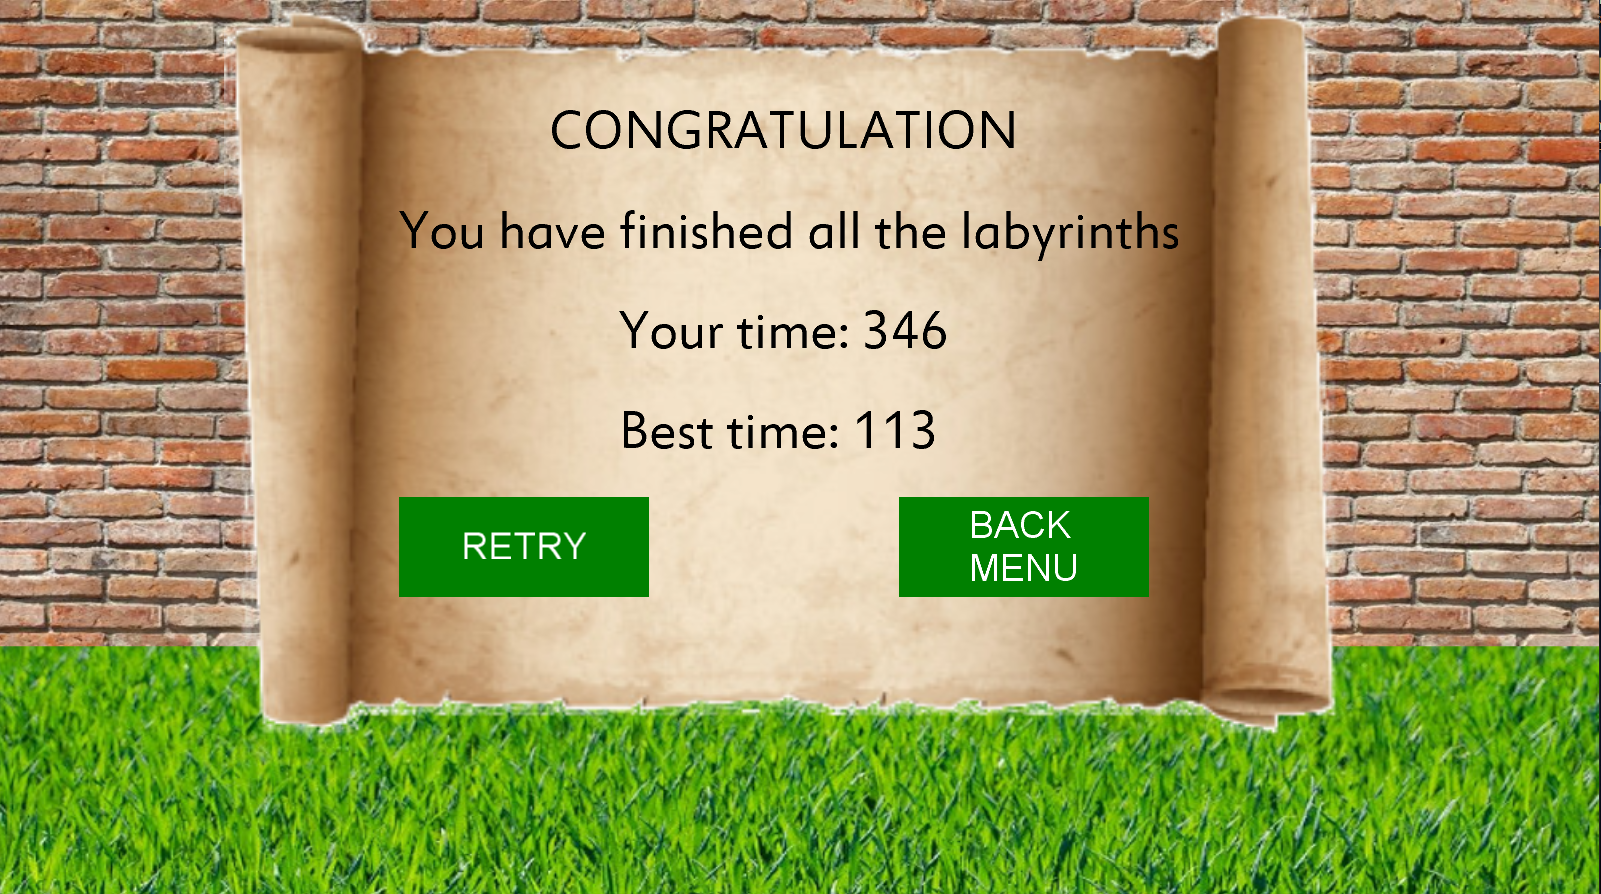 CONGRATULATION
You have finished all the labyrinths
Your time: 346
Best time: 113
RETRY
BACK
MENU